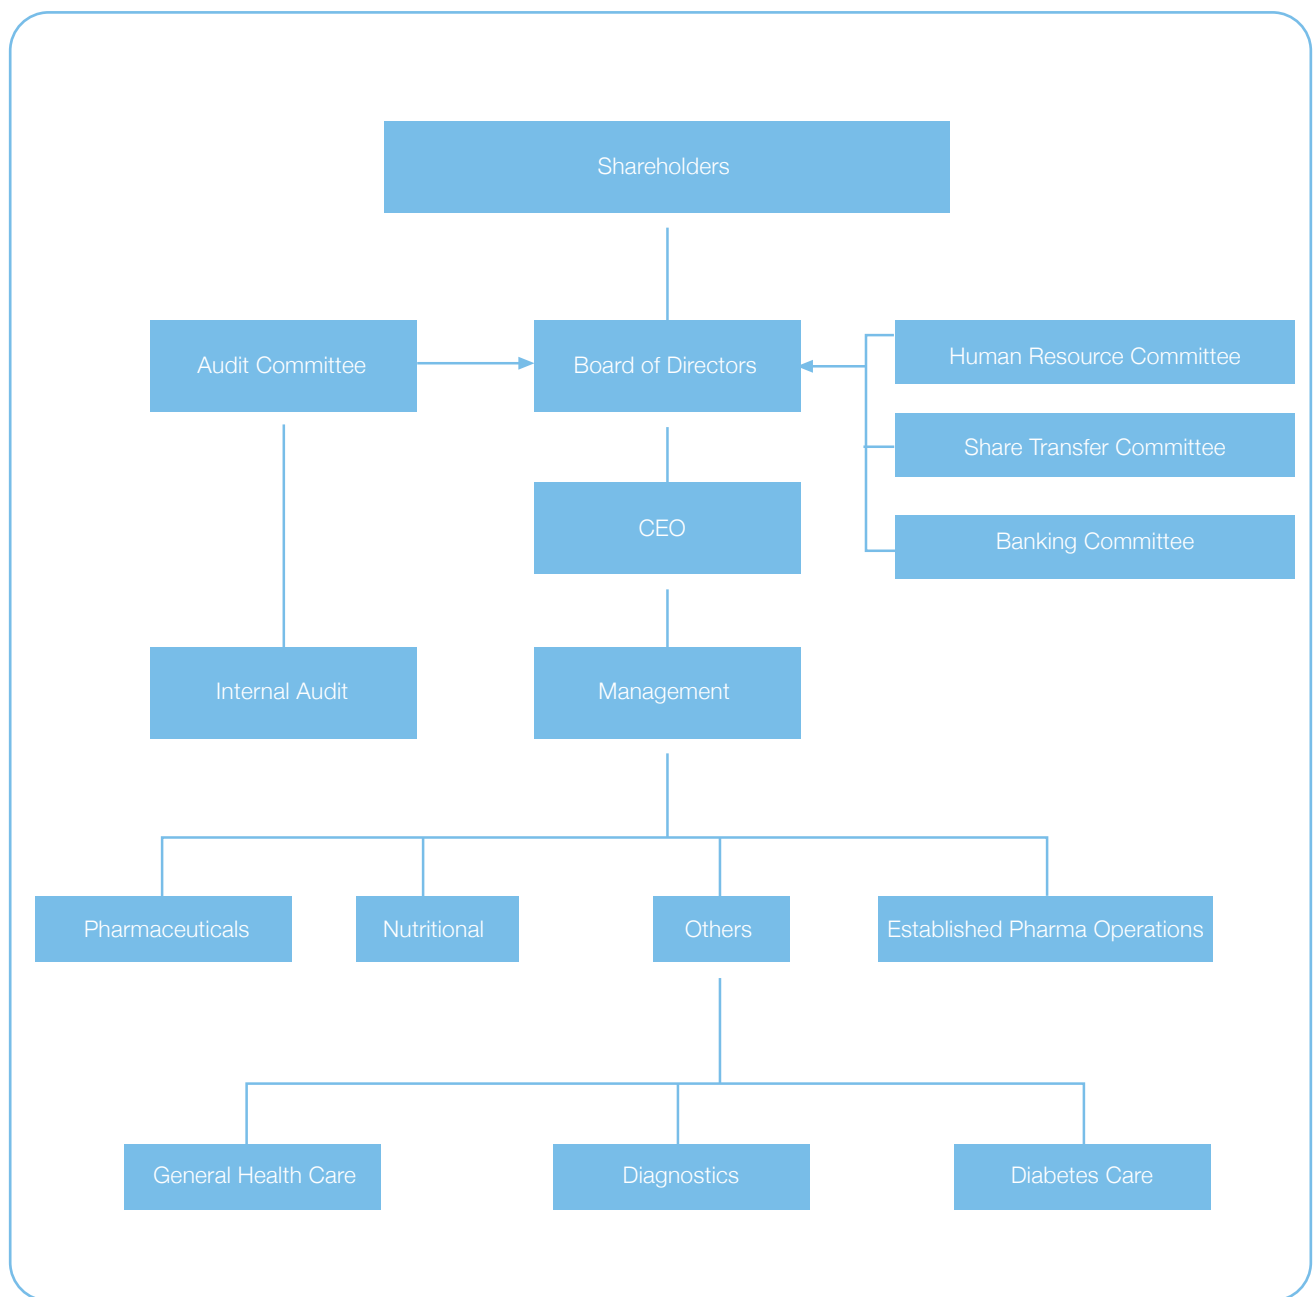 Shareholders
Audit Committee
Board of Directors
Human Resource Committee
Share Transfer Committee
CEO
Banking Committee
Internal Audit
Management
Pharmaceuticals
Nutritional
Others
Established Pharma Operations
General Health Care
Diagnostics
Diabetes Care